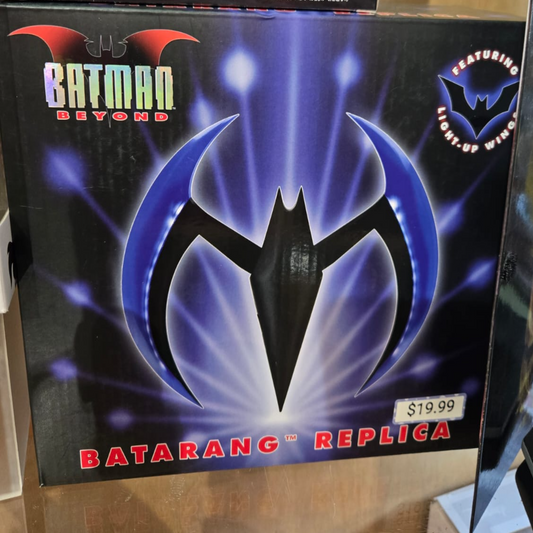 BATMAN
BEYOND
FEATURING
LIGHT-UP WINGS
$19.99
BATARANG™ REPLICA